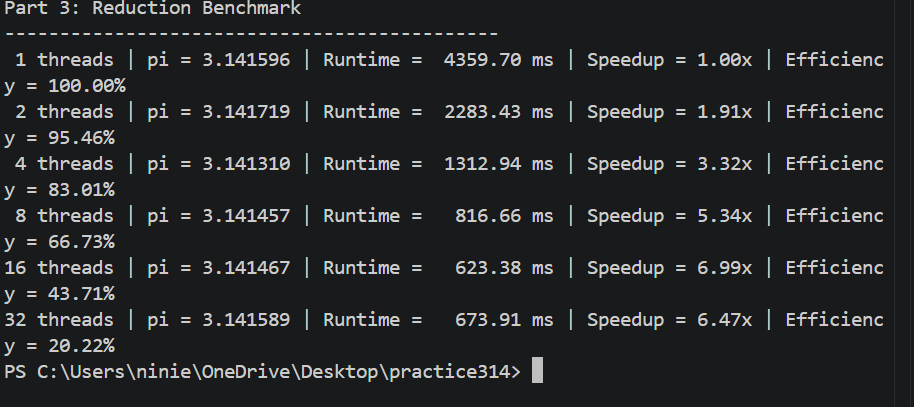 Part 3: Reduction Benchmark
---------------------------------------------
 1 threads | pi = 3.141596 | Runtime =  4359.70 ms | Speedup = 1.00x | Efficienc
y = 100.00%
 2 threads | pi = 3.141719 | Runtime =  2283.43 ms | Speedup = 1.91x | Efficienc
y = 95.46%
 4 threads | pi = 3.141310 | Runtime =  1312.94 ms | Speedup = 3.32x | Efficienc
y = 83.01%
 8 threads | pi = 3.141457 | Runtime =   816.66 ms | Speedup = 5.34x | Efficienc
y = 66.73%
16 threads | pi = 3.141467 | Runtime =   623.38 ms | Speedup = 6.99x | Efficienc
y = 43.71%
32 threads | pi = 3.141589 | Runtime =   673.91 ms | Speedup = 6.47x | Efficienc
y = 20.22%
PS C:\Users\ninie\OneDrive\Desktop\practice314>